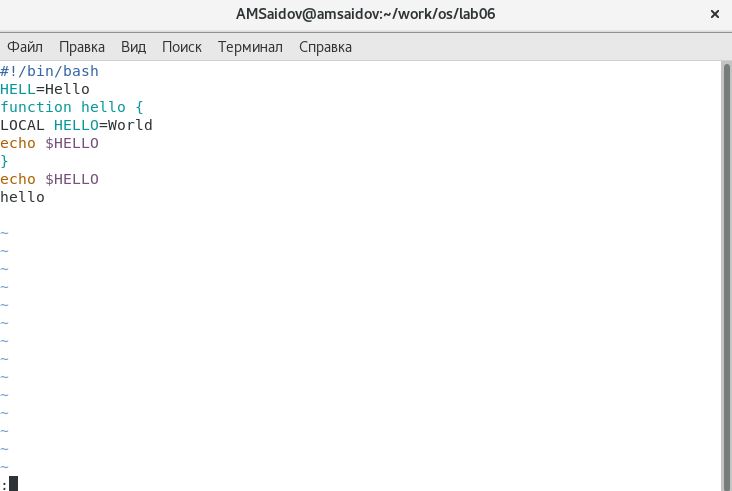 AMSaidov@amsaidov:~/work/os/lab06 ×
Файл Правка Вид Поиск Терминал Справка
#!/bin/bash
HELL=Hello
function hello {
LOCAL HELLO=World
echo $HELLO
}
echo $HELLO
hello
~
~
~
~
~
~
~
~
~
~
~
~
~
~
: